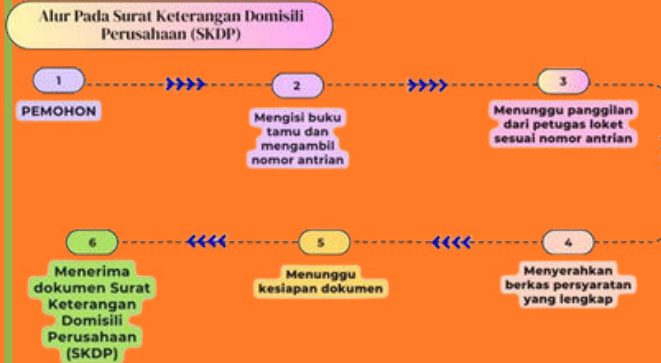 Alur Pada Surat Keterangan Domisili
Perusahaan (SKDP)
1
PEMOHON
2
Mengisi buku
tamu dan
mengambil
nomor antrian
3
Menunggu panggilan
dari petugas loket
sesuai nomor antrian
4
Menyerahkan
berkas persyaratan
yang lengkap
5
Menunggu
kesiapan dokumen
6
Menerima
dokumen Surat
Keterangan
Domisili
Perusahaan
(SKDP)